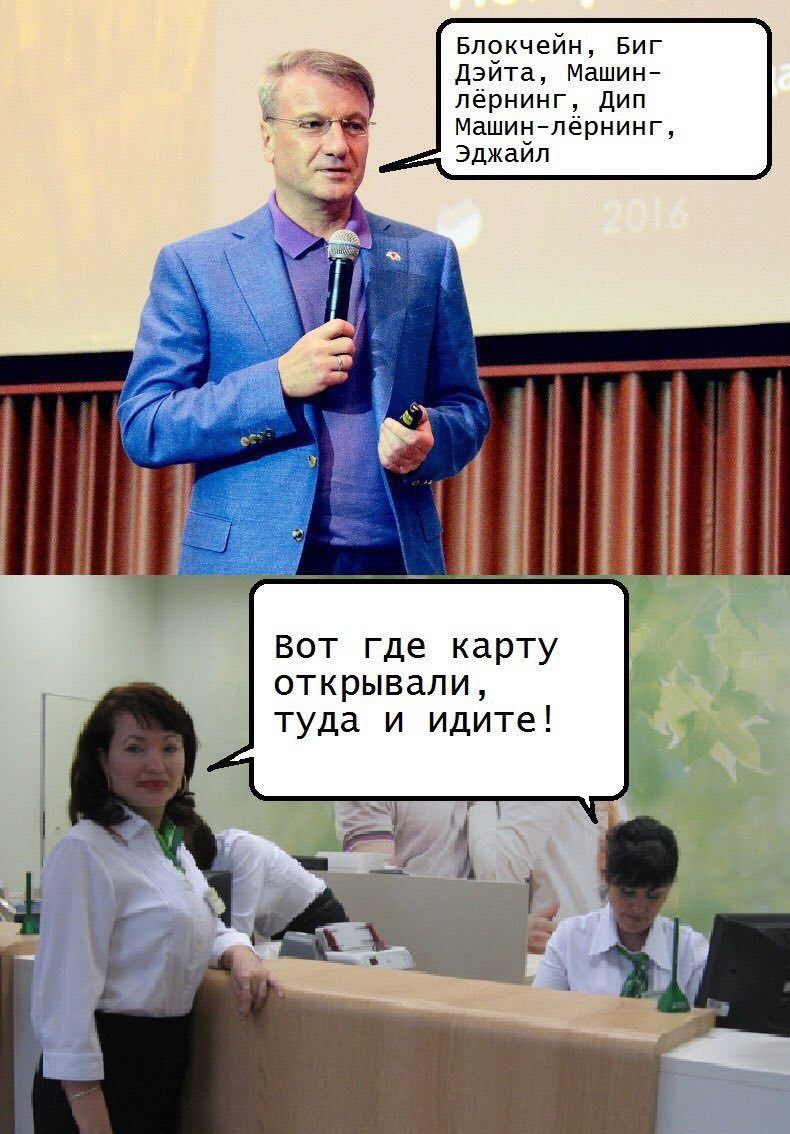 Блокчейн, Биг
Дэйта, Машин-
лёрнинг, Дип
Машин-лёрнинг,
Эджайл
2016
Вот где карту
открывали,
туда и идите!